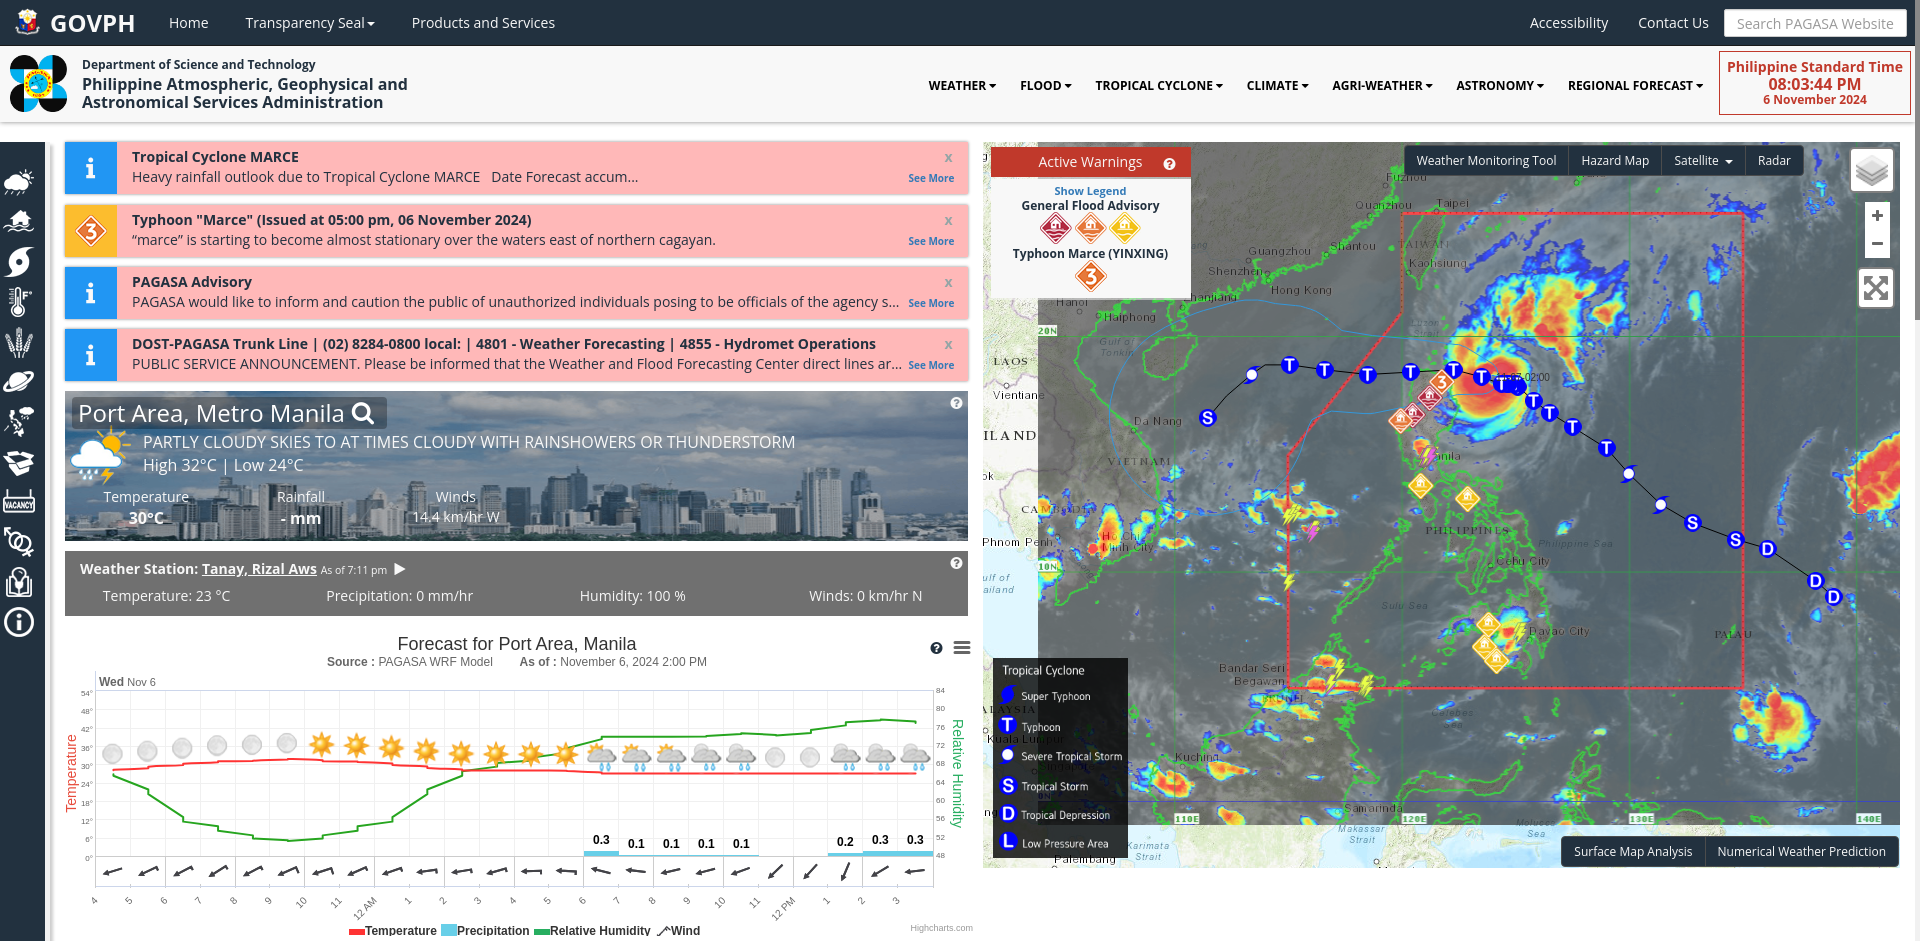 GOVPH
Home
Transparency Seal
Products and Services
Accessibility
Contact Us
Search PAGASA Website
Department of Science and Technology
Philippine Atmospheric, Geophysical and
Astronomical Services Administration
WEATHER
FLOOD
TROPICAL CYCLONE
CLIMATE
AGRI-WEATHER
ASTRONOMY
REGIONAL FORECAST
Philippine Standard Time
08:03:44 PM
6 November 2024
Tropical Cyclone MARCE
x
Heavy rainfall outlook due to Tropical Cyclone MARCE Date Forecast accum...
See More
3
Typhoon "Marce" (Issued at 05:00 pm, 06 November 2024)
x
“marce” is starting to become almost stationary over the waters east of northern cagayan.
See More
PAGASA Advisory
x
PAGASA would like to inform and caution the public of unauthorized individuals posing to be officials of the agency s...
See More
DOST-PAGASA Trunk Line | (02) 8284-0800 local: | 4801 - Weather Forecasting | 4855 - Hydromet Operations
x
PUBLIC SERVICE ANNOUNCEMENT. Please be informed that the Weather and Flood Forecasting Center direct lines ar...
See More
VACANCY
Port Area, Metro Manila
PARTLY CLOUDY SKIES TO AT TIMES CLOUDY WITH RAINSHOWERS OR THUNDERSTORM
High 32°C | Low 24°C
Temperature
Rainfall
Winds
30°C
- mm
14.4 km/hr W
Weather Station: Tanay, Rizal Aws As of 7:11 pm
Temperature: 23 °C
Precipitation: 0 mm/hr
Humidity: 100 %
Winds: 0 km/hr N
Forecast for Port Area, Manila
Source : PAGASA WRF Model As of : November 6, 2024 2:00 PM
Wed Nov 6
Temperature
54°
48°
42°
36°
30°
24°
18°
12°
6°
0°
84
80
76
72
68
64
60
56
52
48
Relative Humidity
0.3
0.1
0.1
0.1
0.1
0.2
0.3
0.3
4
5
6
7
8
9
10
11
12 AM
1
2
3
4
5
6
7
8
9
10
11
12 PM
1
2
3
Temperature
Precipitation
Relative Humidity
Wind
Highcharts.com
Active Warnings
Show Legend
General Flood Advisory
Typhoon Marce (YINXING)
3
Weather Monitoring Tool
Hazard Map
Satellite
Radar
+
−
Fuzhou
Quanzhou
Taipei
Guangzhou
Shantou
TAIWAN
Shenzhen
Kaohsiung
Hong Kong
Zhanjiang
Hanoi
Haiphong
20N
Gulf of
Tonkin
LAOS
Vientiane
Da Nang
ILAND
VIETNAM
ok
CAMBODIA
Phnom Penh
Ho Chi
Minh City
10N
ulf of
ailand
PHILIPPINES
Philippine Sea
Cebu City
Sulu Sea
Davao City
PALAU
Bandar Seri
Begawan
BRUNEI
Celebes
Kuching
Samarinda
110E
120E
130E
140E
Makassar
Strait
Karimata
Strait
Palembang
Sea
Tropical Cyclone
Super Typhoon
T Typhoon
Severe Tropical Storm
S Tropical Storm
D Tropical Depression
L Low Pressure Area
Surface Map Analysis
Numerical Weather Prediction